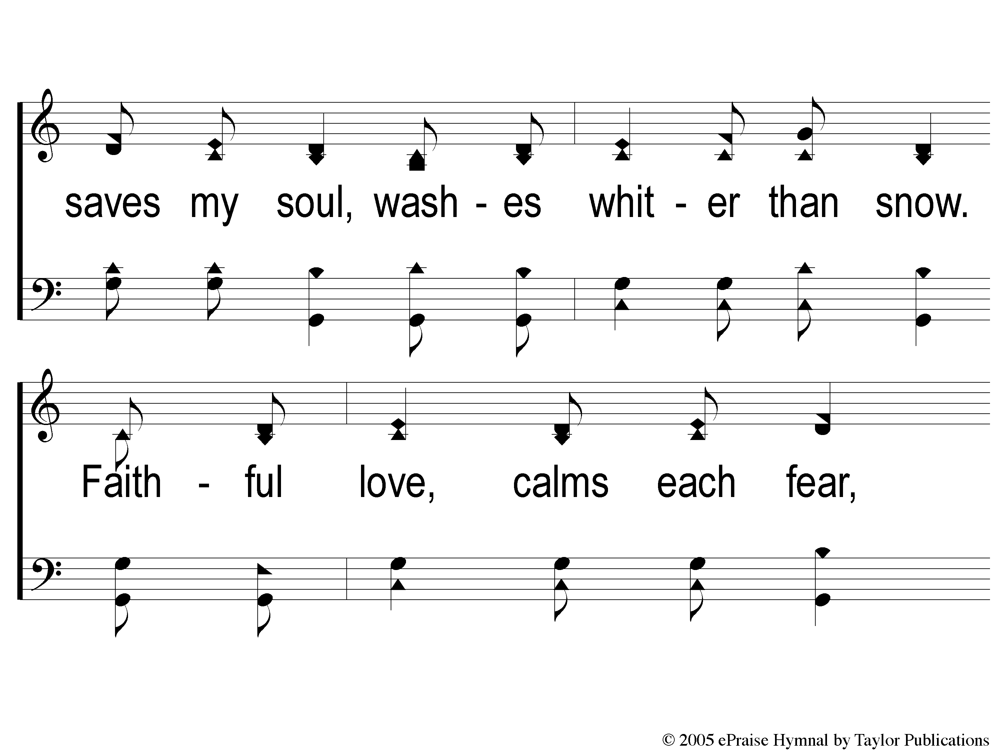 saves my soul, wash - es whit - er than snow.
Faith - ful love, calms each fear,
© 2005 ePraise Hymnal by Taylor Publications